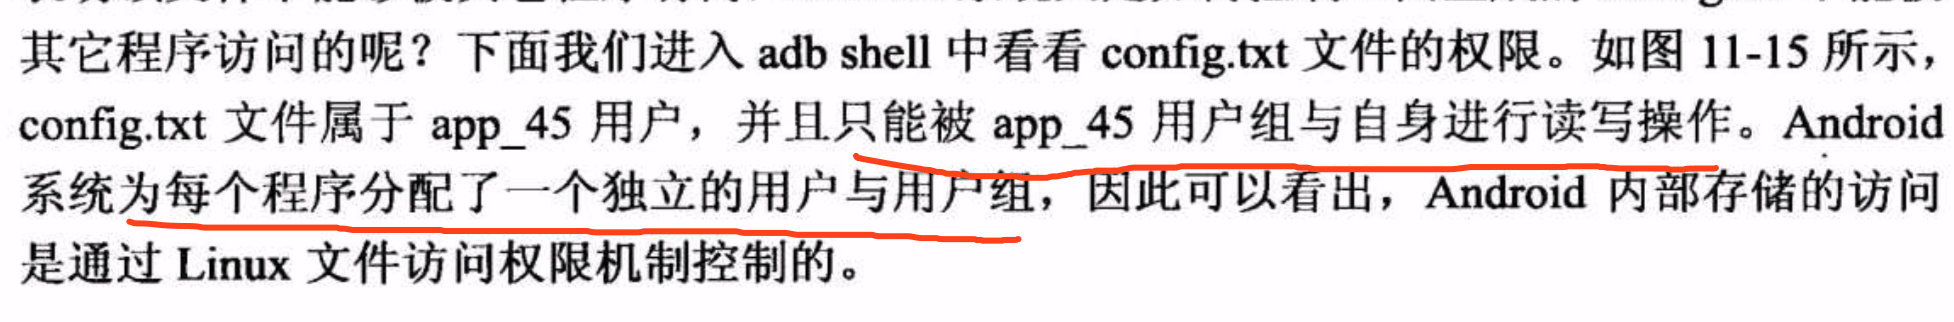 其它程序访问的呢？下面我们进入 adb shell 中看看 config.txt 文件的权限。如图 11-15 所示，
config.txt 文件属于 app_45 用户，并且只能被 app_45 用户组与自身进行读写操作。Android
系统为每个程序分配了一个独立的用户与用户组，因此可以看出，Android 内部存储的访问
是通过 Linux 文件访问权限机制控制的。